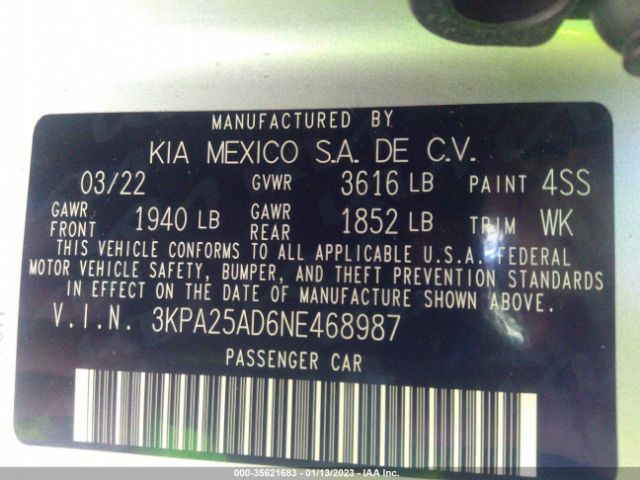 MANUFACTURED BY
KIA MEXICO S.A. DE C.V.
03/22 GVWR 3616 LB PAINT 4SS
GAWR FRONT 1940 LB GAWR REAR 1852 LB TRIM WK
THIS VEHICLE CONFORMS TO ALL APPLICABLE U.S.A. FEDERAL
MOTOR VEHICLE SAFETY, BUMPER, AND THEFT PREVENTION STANDARDS
IN EFFECT ON THE DATE OF MANUFACTURE SHOWN ABOVE.
V.I.N. 3KPA25AD6NE468987
PASSENGER CAR
000-35621683 - 01/13/2023 - IAAI.COM